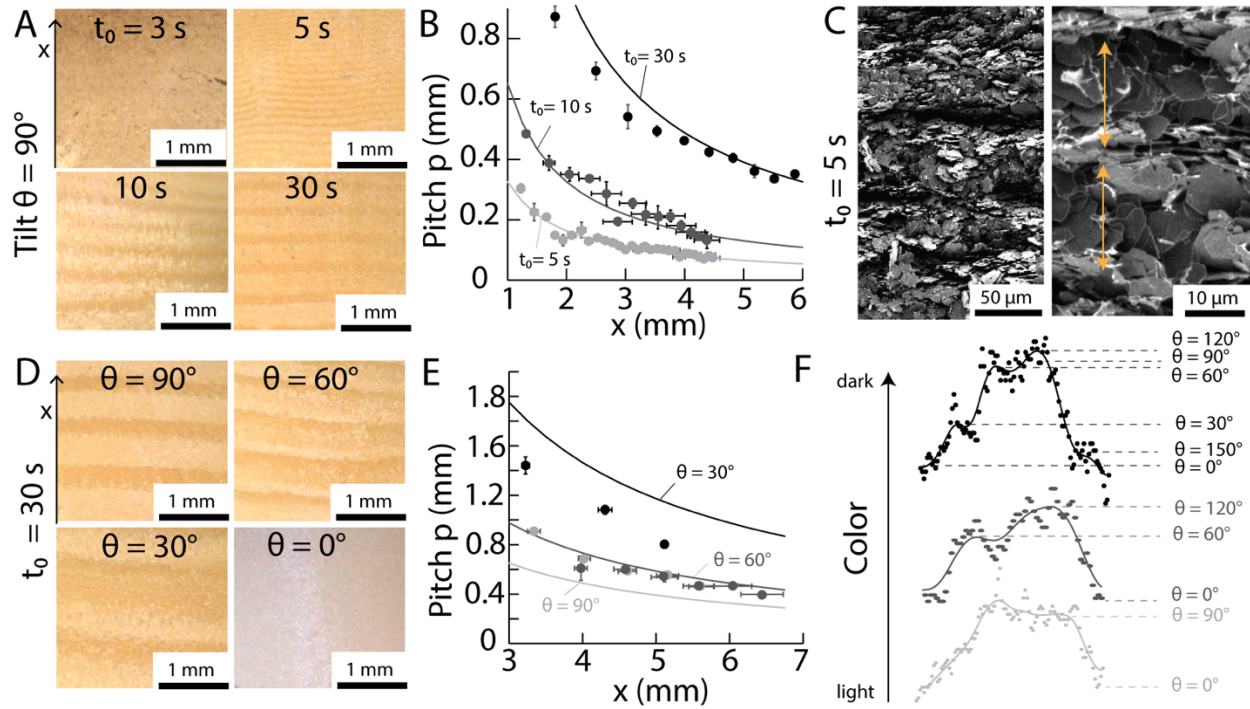 A
t₀ = 3 s
5 s
x
1 mm
1 mm
10 s
30 s
1 mm
1 mm
Tilt θ = 90°
B
Pitch p (mm)
0.8
0.6
0.4
0.2
0
t₀ = 30 s
t₀ = 10 s
t₀ = 5 s
1
2
3
4
5
6
x (mm)
C
t₀ = 5 s
50 µm
10 µm
D
θ = 90°
θ = 60°
x
1 mm
1 mm
θ = 30°
θ = 0°
1 mm
1 mm
t₀ = 30 s
E
Pitch p (mm)
1.8
1.6
1.2
0.8
0.4
0
θ = 30°
θ = 60°
θ = 90°
3
4
5
6
7
x (mm)
F
dark
Color
light
θ = 120°
θ = 90°
θ = 60°
θ = 30°
θ = 150°
θ = 0°
θ = 120°
θ = 60°
θ = 0°
θ = 90°
θ = 0°